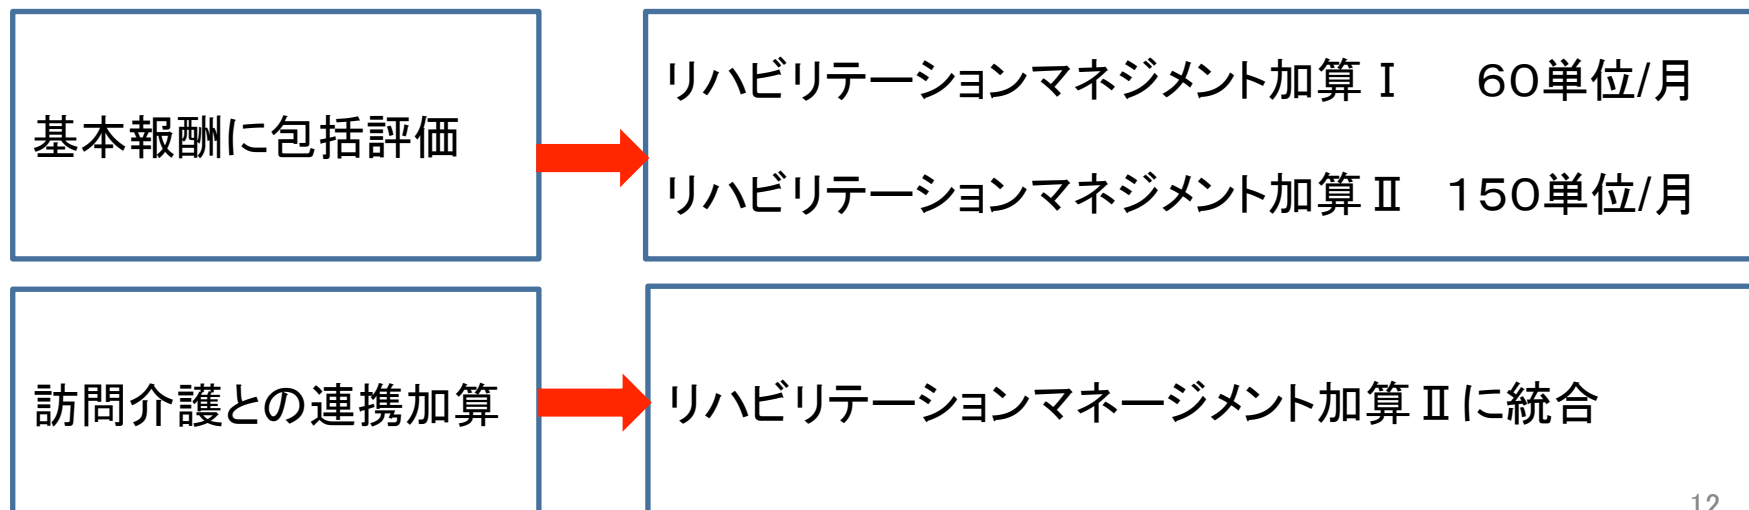 基本報酬に包括評価
リハビリテーションマネジメント加算Ⅰ　　60単位/月
リハビリテーションマネジメント加算Ⅱ　150単位/月
訪問介護との連携加算
リハビリテーションマネージメント加算Ⅱに統合
12